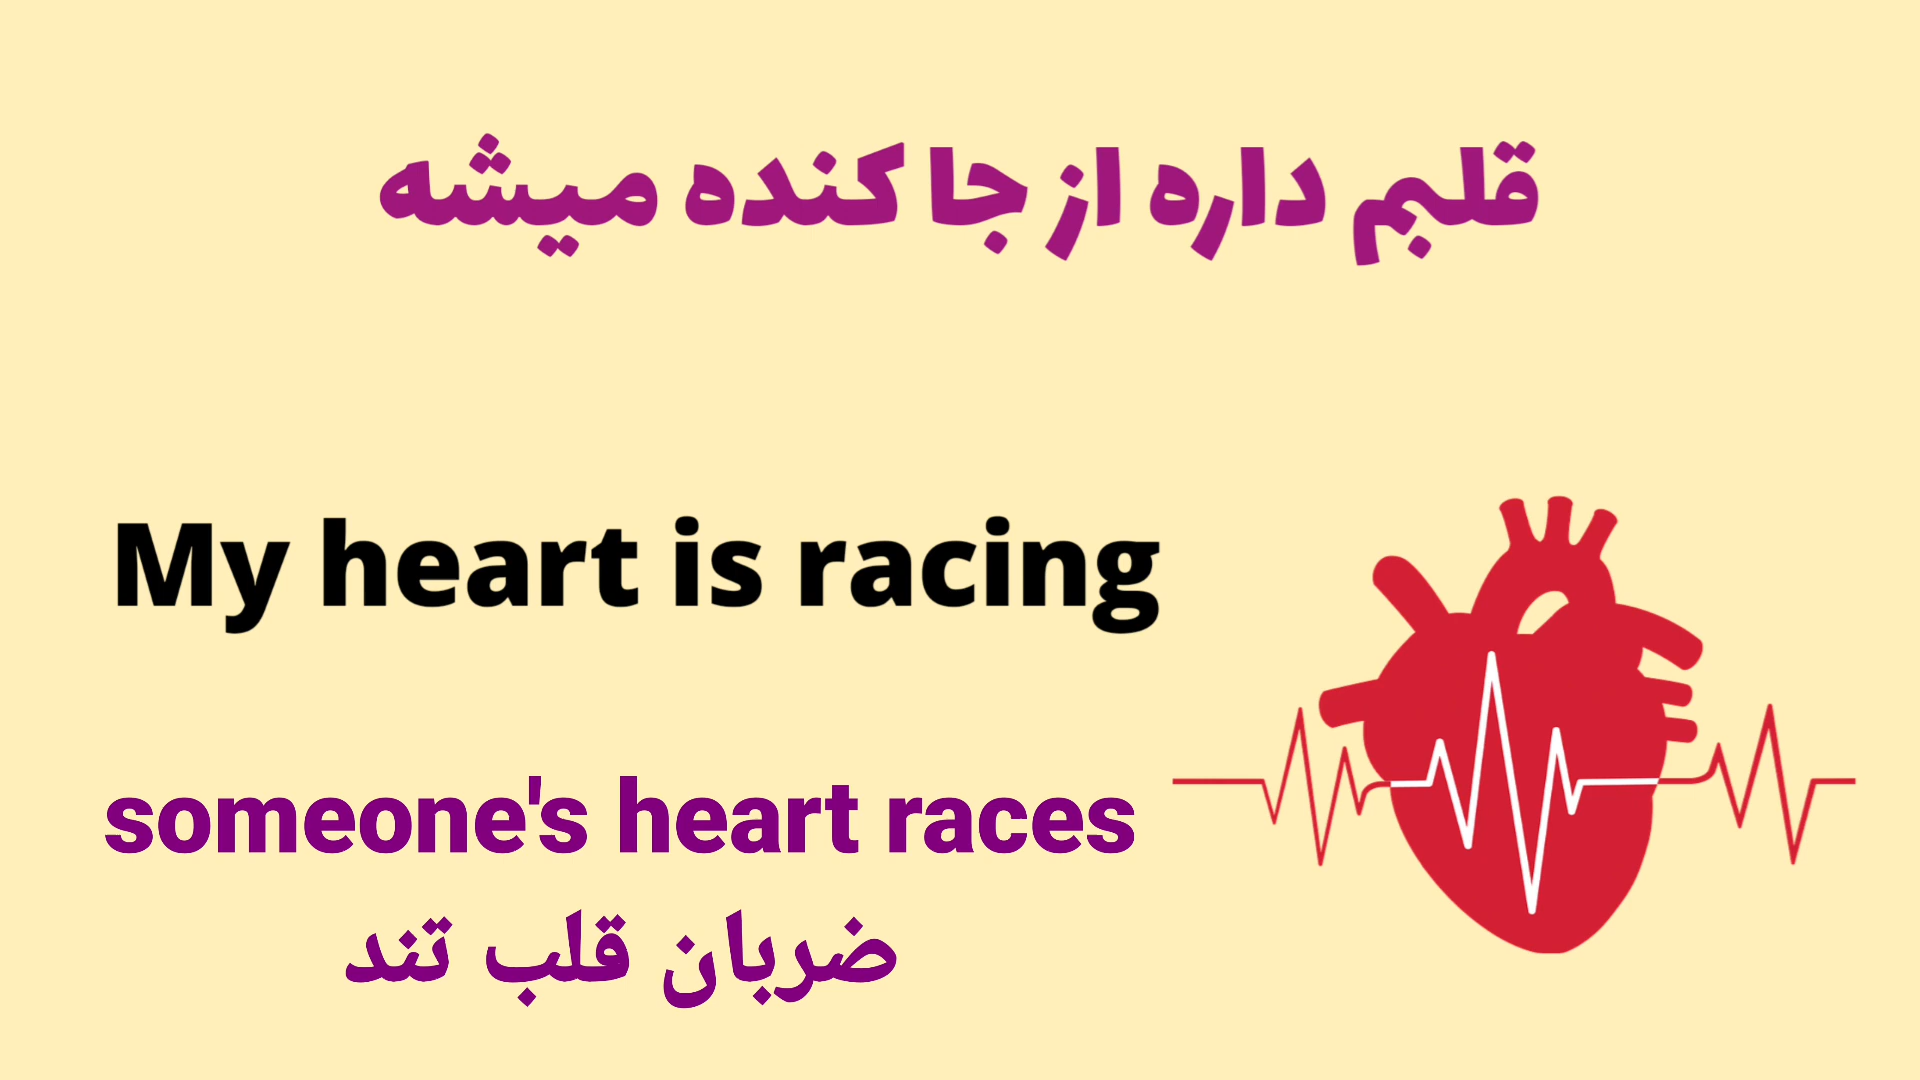 قلبم داره از جا کنده میشه
My heart is racing
someone's heart races
ضربان قلب تند